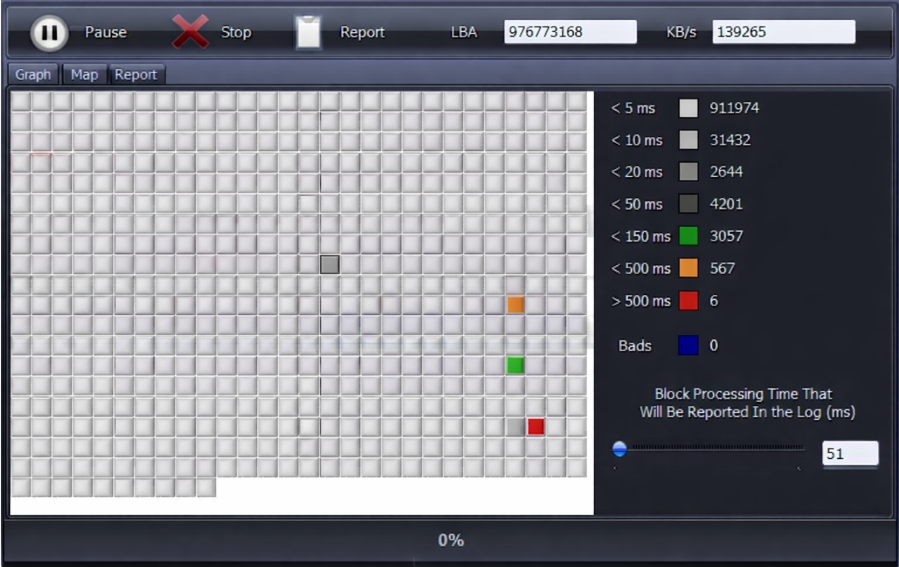 Pause Stop Report LBA 976773168 KB/s 139265
Graph Map Report
< 5 ms 911974
< 10 ms 31432
< 20 ms 2644
< 50 ms 4201
< 150 ms 3057
< 500 ms 567
> 500 ms 6
Bads 0
Block Processing Time That
Will Be Reported In the Log (ms)
51
0%